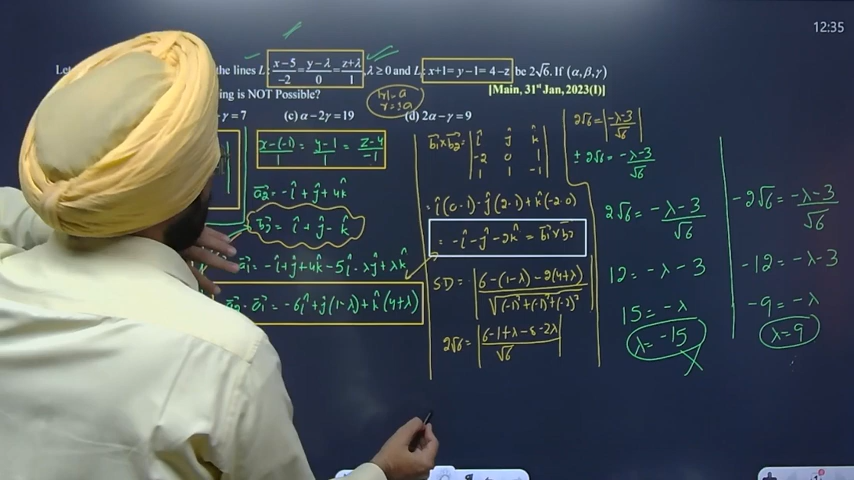 12:35
Let
the lines L: (x-5)/-2 = (y-λ)/0 = (z+λ)/1, λ ≥ 0 and L: x+1 = y-1 = 4-z be 2√6. If (α, β, γ)
ing is NOT Possible?
[Main, 31st Jan, 2023(I)]
γ = 7
(c) α - 2γ = 19
(d) 2α - γ = 9
(x-(-1))/1 = (y-1)/1 = (z-4)/-1
a₂ = -î + ĵ + 4k̂
b₂ = î + ĵ - k̂
a₁ = -î + ĵ + 4k̂ - 5î - λĵ + λk̂
a₂ - a₁ = -6î + ĵ(1-λ) + k̂(4+λ)
b₁×b₂ = | î ĵ k̂ |
-2 0 1
1 1 -1
= î(0-1) - ĵ(2-1) + k̂(-2-0)
= -î - ĵ - 2k̂ = b₁×b₂
SD = | (6-(1-λ)-2(4+λ)) / √((-1)²+(-1)²+(-2)²) |
2√6 = | (6-1+λ-8-2λ)/√6 |
2√6 = | (-λ-3)/√6 |
± 2√6 = (-λ-3)/√6
2√6 = (-λ-3)/√6
12 = -λ-3
15 = -λ
λ = -15
-2√6 = (-λ-3)/√6
-12 = -λ-3
-9 = -λ
λ = 9